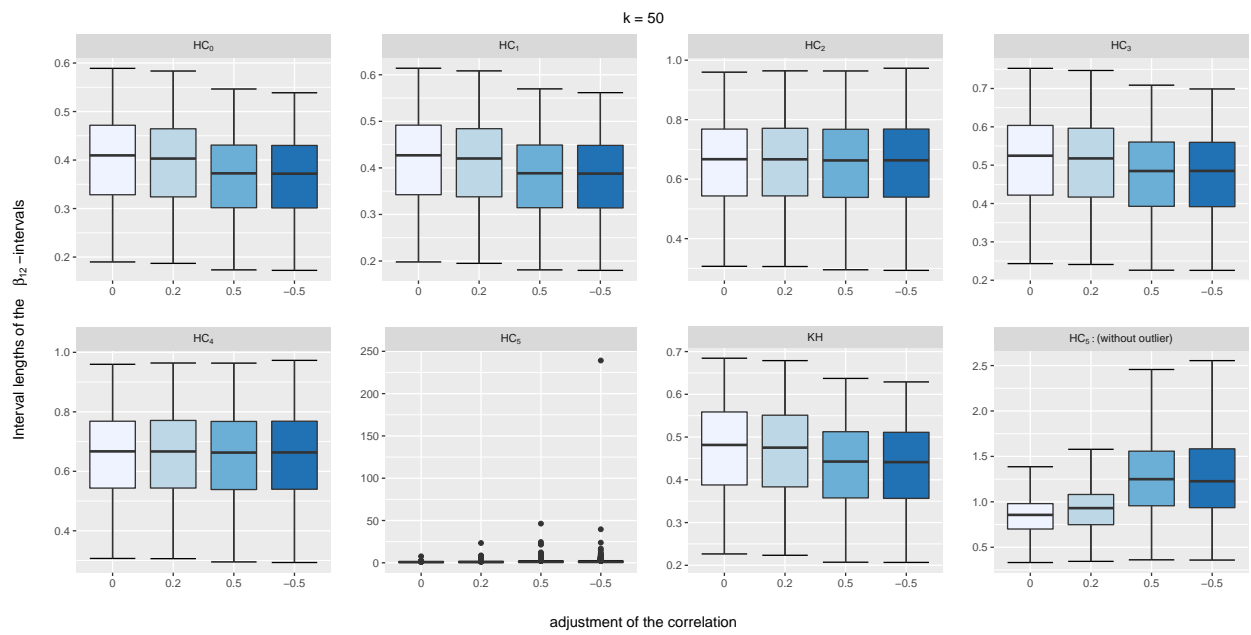 k = 50
HC₀
HC₁
HC₂
HC₃
0.6
0.5
0.4
0.3
0.2
0 0.2 0.5 −0.5
0.6
0.5
0.4
0.3
0.2
0 0.2 0.5 −0.5
1.0
0.8
0.6
0.4
0 0.2 0.5 −0.5
0.7
0.6
0.5
0.4
0.3
0.2
0 0.2 0.5 −0.5
Interval lengths of the β₁₂ −intervals
HC₄
HC₅
KH
HC₅ : (without outlier)
1.0
0.8
0.6
0.4
0 0.2 0.5 −0.5
250
200
150
100
50
0
0 0.2 0.5 −0.5
0.7
0.6
0.5
0.4
0.3
0.2
0 0.2 0.5 −0.5
2.5
2.0
1.5
1.0
0.5
0 0.2 0.5 −0.5
adjustment of the correlation